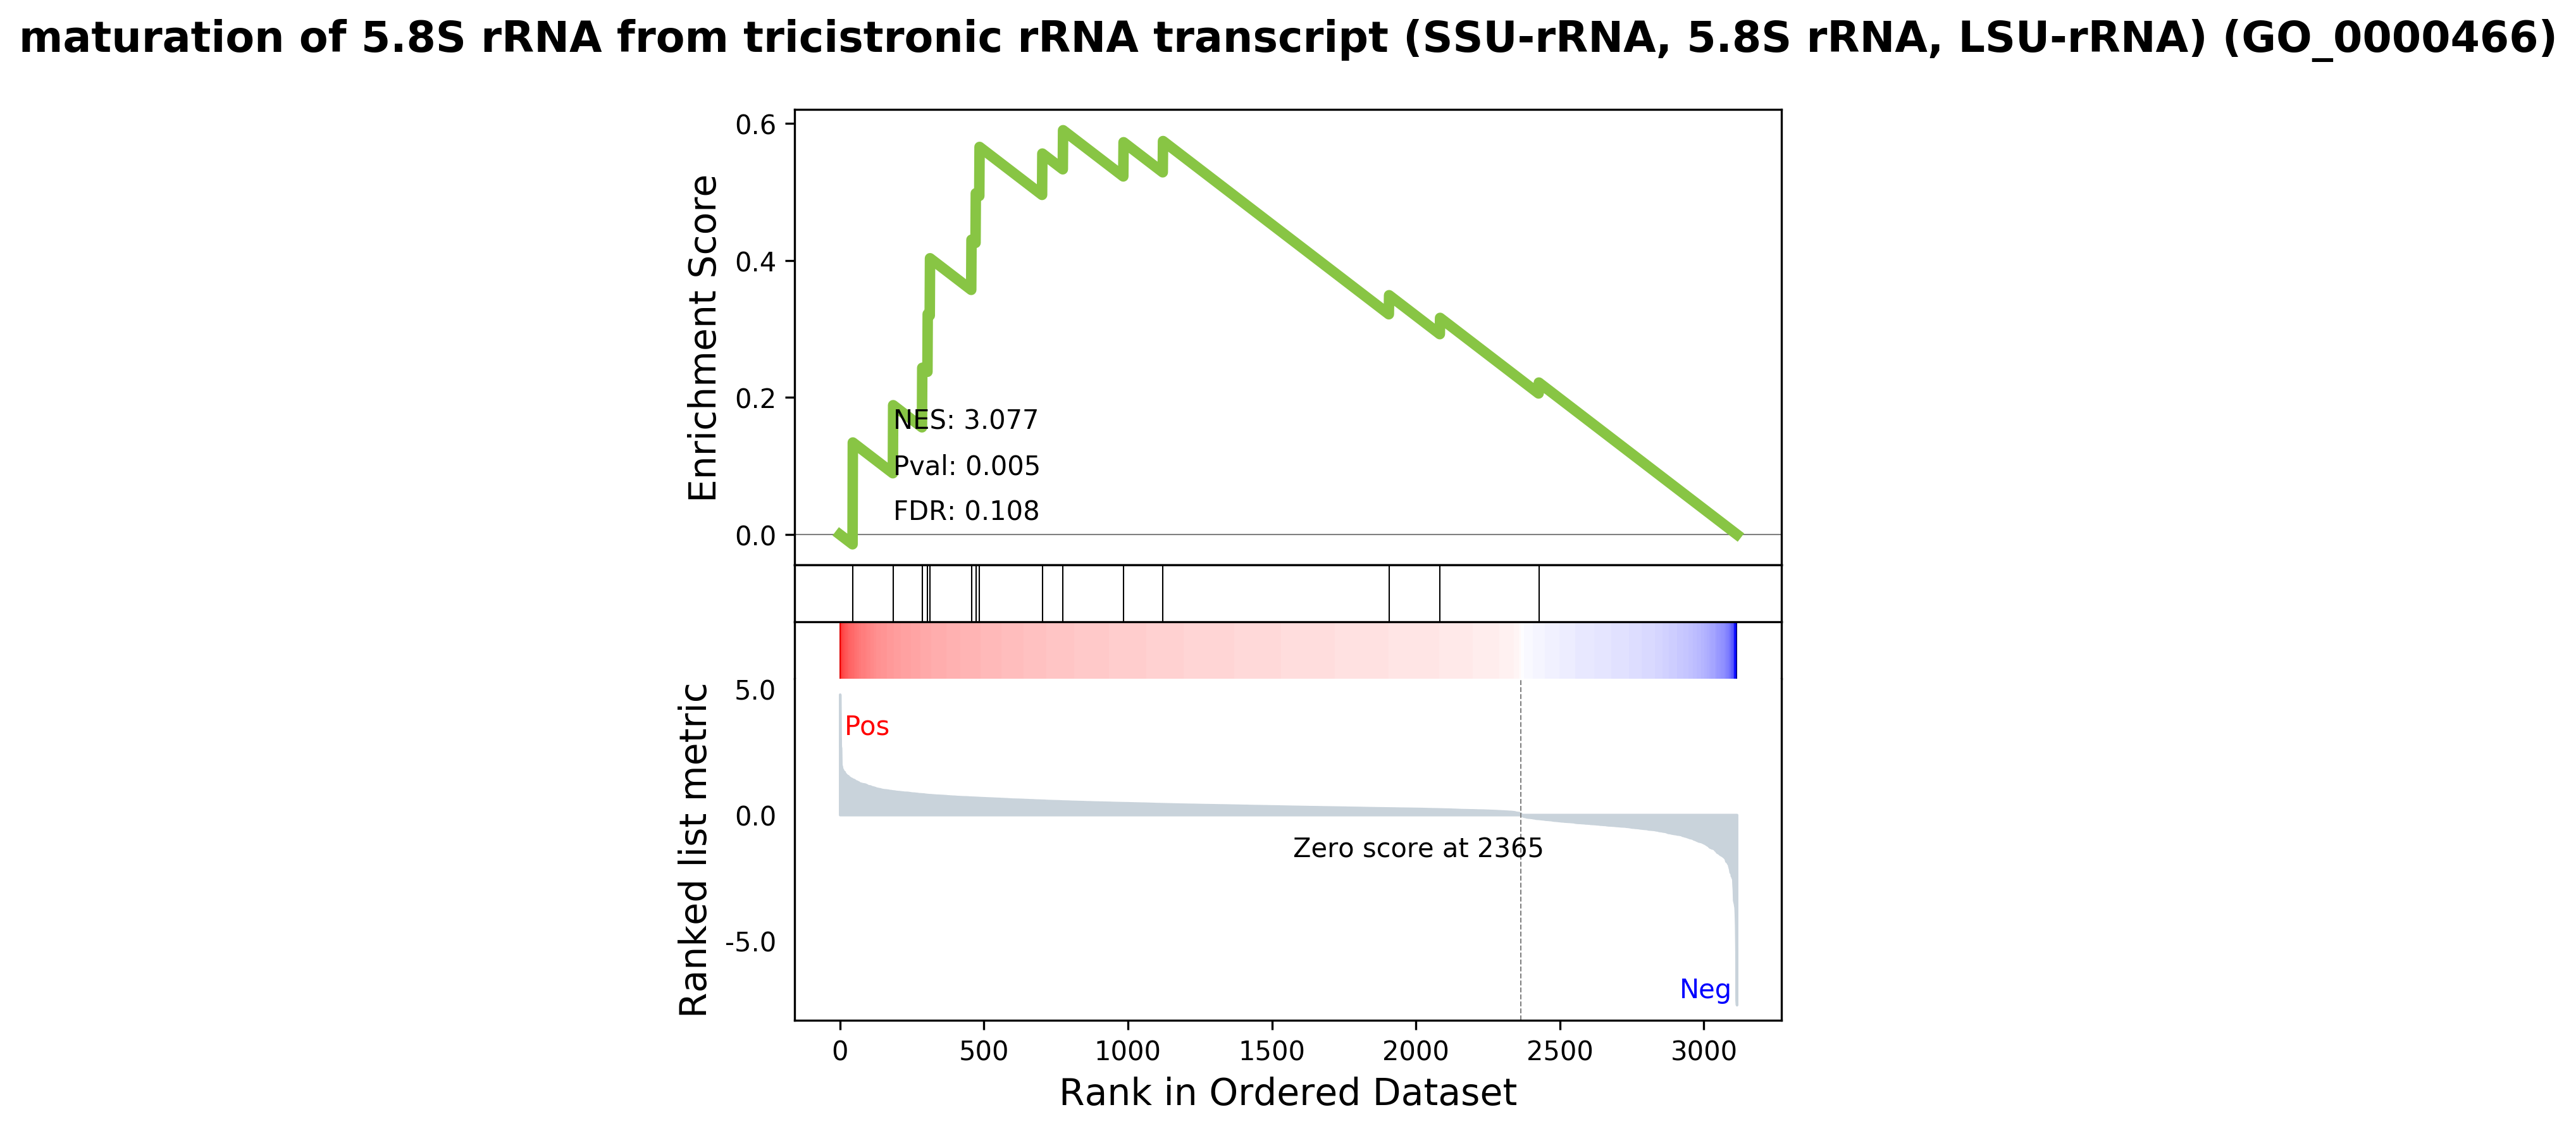 maturation of 5.8S rRNA from tricistronic rRNA transcript (SSU-rRNA, 5.8S rRNA, LSU-rRNA) (GO_0000466)
Enrichment Score
0.6
0.4
0.2
0.0
NES: 3.077
Pval: 0.005
FDR: 0.108
Ranked list metric
5.0
0.0
-5.0
Pos
Zero score at 2365
Neg
0 500 1000 1500 2000 2500 3000
Rank in Ordered Dataset